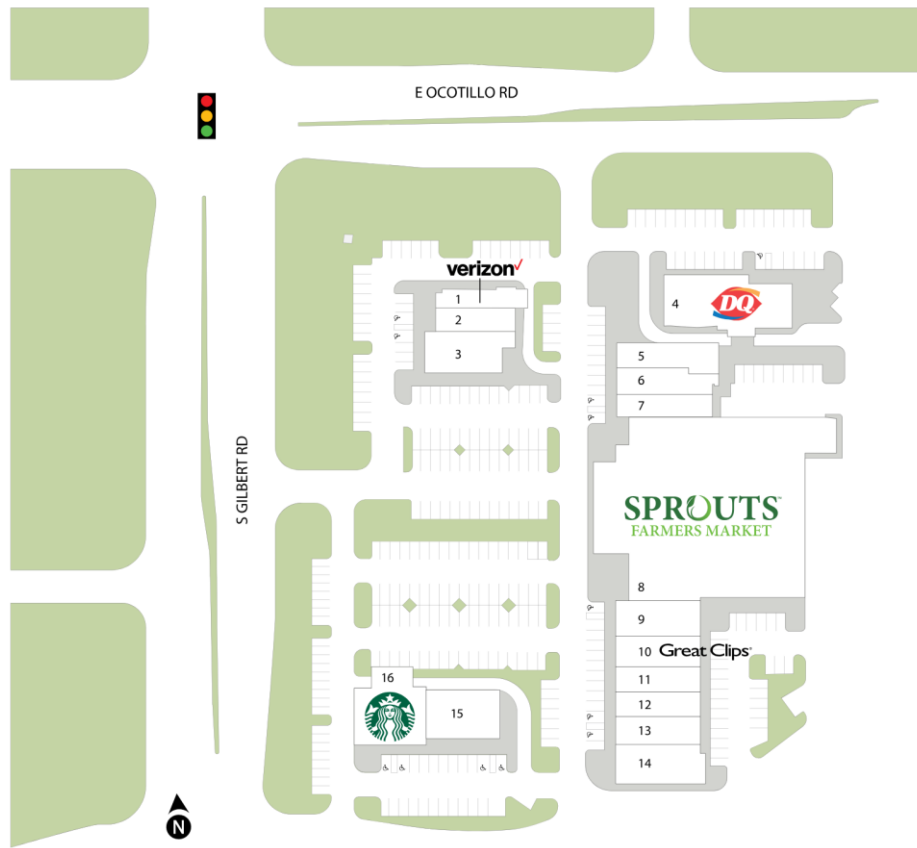 E OCOTILLO RD
verizon
1
2
3
4
DQ
5
6
7
S GILBERT RD
SPROUTS
FARMERS MARKET
8
9
10 Great Clips
11
12
13
14
16
15
N